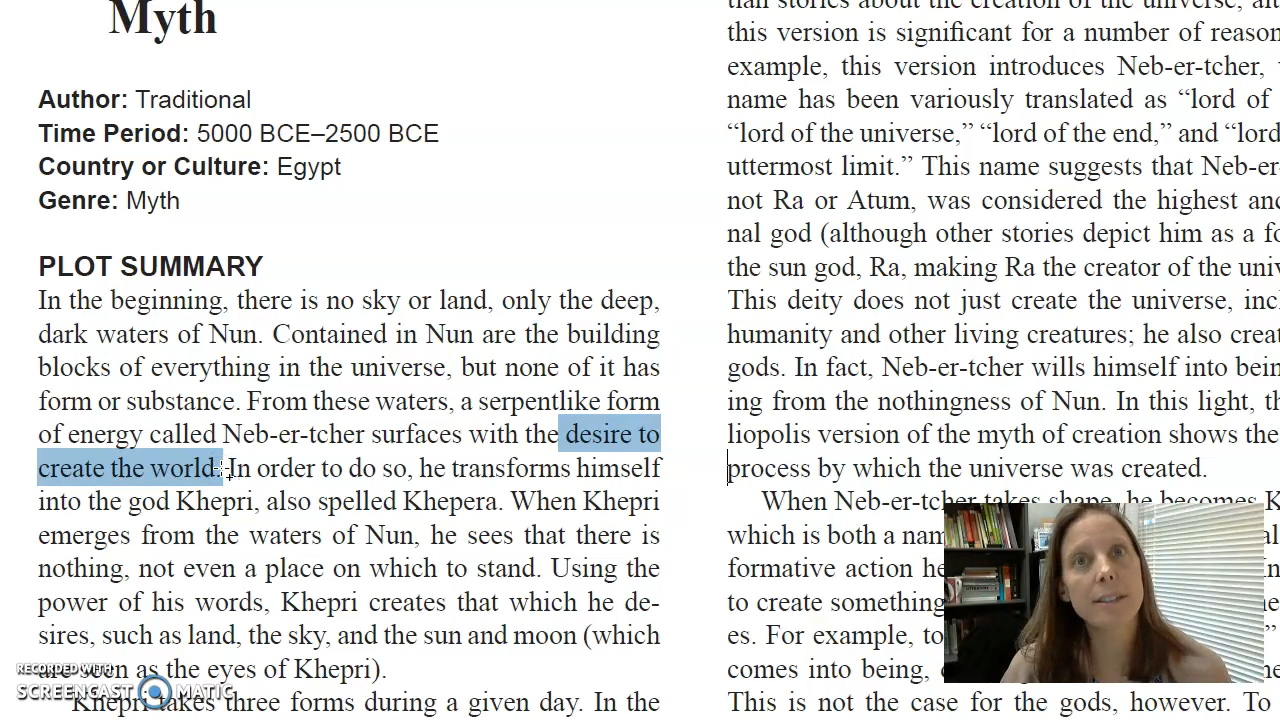 Myth
Author: Traditional
Time Period: 5000 BCE–2500 BCE
Country or Culture: Egypt
Genre: Myth
PLOT SUMMARY
In the beginning, there is no sky or land, only the deep,
dark waters of Nun. Contained in Nun are the building
blocks of everything in the universe, but none of it has
form or substance. From these waters, a serpentlike form
of energy called Neb-er-tcher surfaces with the desire to
create the world. In order to do so, he transforms himself
into the god Khepri, also spelled Khepera. When Khepri
emerges from the waters of Nun, he sees that there is
nothing, not even a place on which to stand. Using the
power of his words, Khepri creates that which he de-
sires, such as land, the sky, and the sun and moon (which
are seen as the eyes of Khepri).
Khepri takes three forms during a given day. In the
tian stories about the creation of the universe,
this version is significant for a number of
example, this version introduces Neb-er-tcher,
name has been variously translated as “lord of
“lord of the universe,” “lord of the end,” and “lord
uttermost limit.” This name suggests that
not Ra or Atum, was considered the highest
nal god (although other stories depict him as a
the sun god, Ra, making Ra the creator of the
This deity does not just create the universe,
humanity and other living creatures; he also
gods. In fact, Neb-er-tcher wills himself into
ing from the nothingness of Nun. In this light,
liopolis version of the myth of creation shows the
process by which the universe was created.
When Neb-er-tcher takes shape, he becomes
which is both a
formative action
to create something
es. For example,
comes into being,
This is not the case for the gods, however. To
RECORDED WITH
SCREENCAST MATIC